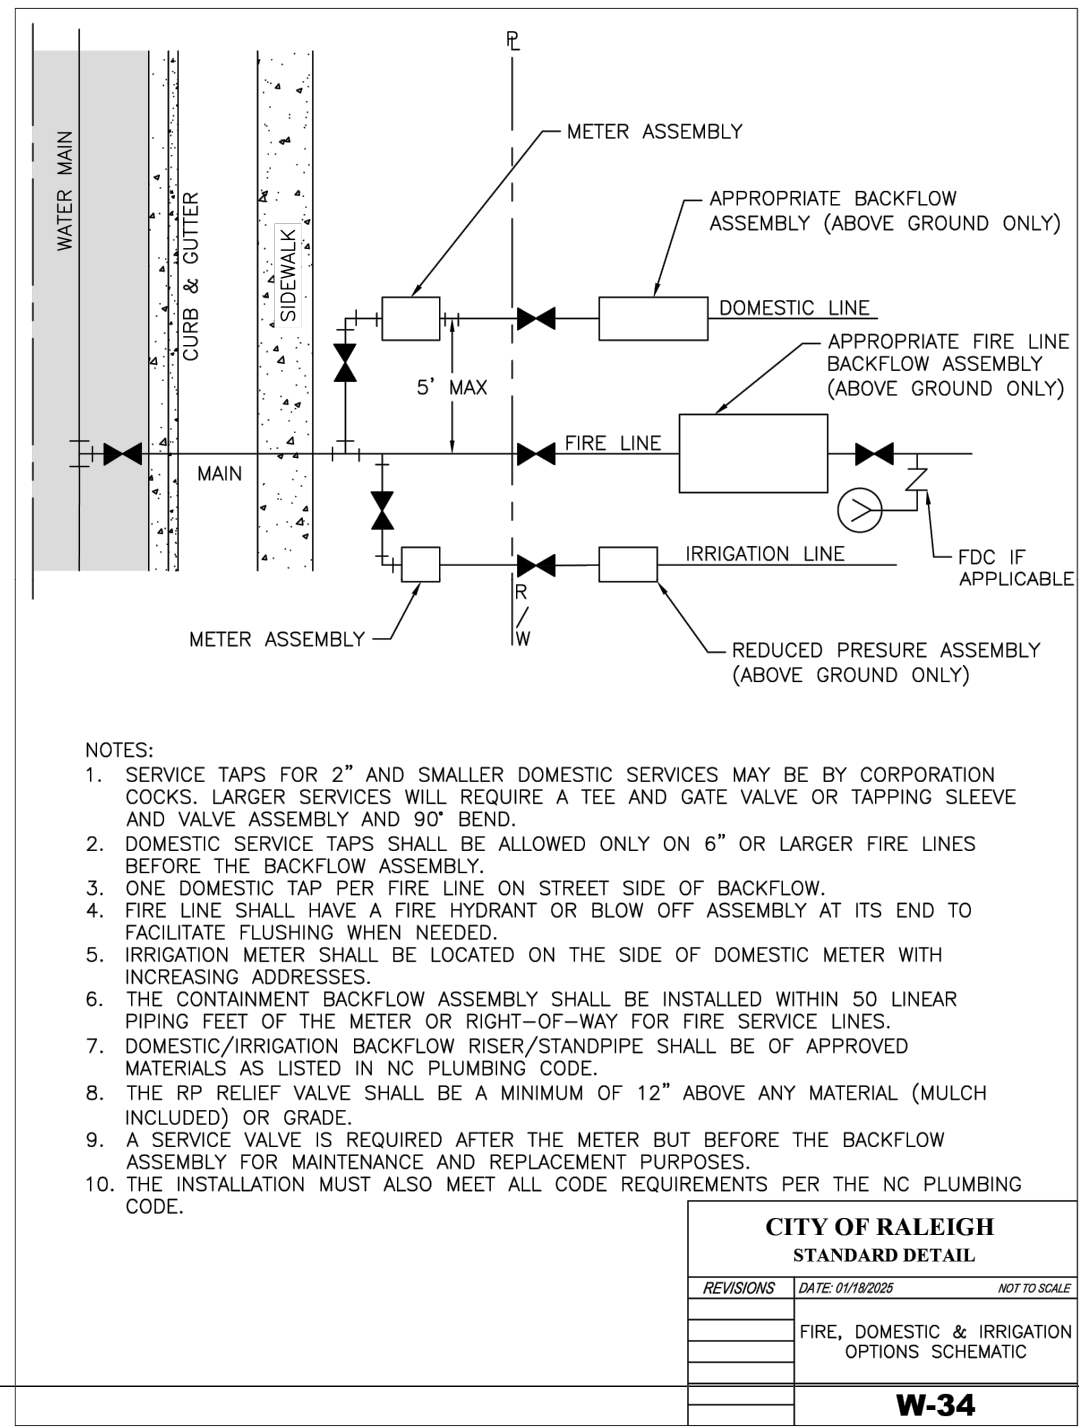 PL
METER ASSEMBLY
WATER MAIN
CURB & GUTTER
SIDEWALK
APPROPRIATE BACKFLOW
ASSEMBLY (ABOVE GROUND ONLY)
DOMESTIC LINE
APPROPRIATE FIRE LINE
BACKFLOW ASSEMBLY
(ABOVE GROUND ONLY)
5' MAX
FIRE LINE
MAIN
IRRIGATION LINE
FDC IF
APPLICABLE
R
/
W
METER ASSEMBLY
REDUCED PRESURE ASSEMBLY
(ABOVE GROUND ONLY)
NOTES:
1. SERVICE TAPS FOR 2" AND SMALLER DOMESTIC SERVICES MAY BE BY CORPORATION
COCKS. LARGER SERVICES WILL REQUIRE A TEE AND GATE VALVE OR TAPPING SLEEVE
AND VALVE ASSEMBLY AND 90° BEND.
2. DOMESTIC SERVICE TAPS SHALL BE ALLOWED ONLY ON 6" OR LARGER FIRE LINES
BEFORE THE BACKFLOW ASSEMBLY.
3. ONE DOMESTIC TAP PER FIRE LINE ON STREET SIDE OF BACKFLOW.
4. FIRE LINE SHALL HAVE A FIRE HYDRANT OR BLOW OFF ASSEMBLY AT ITS END TO
FACILITATE FLUSHING WHEN NEEDED.
5. IRRIGATION METER SHALL BE LOCATED ON THE SIDE OF DOMESTIC METER WITH
INCREASING ADDRESSES.
6. THE CONTAINMENT BACKFLOW ASSEMBLY SHALL BE INSTALLED WITHIN 50 LINEAR
PIPING FEET OF THE METER OR RIGHT-OF-WAY FOR FIRE SERVICE LINES.
7. DOMESTIC/IRRIGATION BACKFLOW RISER/STANDPIPE SHALL BE OF APPROVED
MATERIALS AS LISTED IN NC PLUMBING CODE.
8. THE RP RELIEF VALVE SHALL BE A MINIMUM OF 12" ABOVE ANY MATERIAL (MULCH
INCLUDED) OR GRADE.
9. A SERVICE VALVE IS REQUIRED AFTER THE METER BUT BEFORE THE BACKFLOW
ASSEMBLY FOR MAINTENANCE AND REPLACEMENT PURPOSES.
10. THE INSTALLATION MUST ALSO MEET ALL CODE REQUIREMENTS PER THE NC PLUMBING
CODE.
CITY OF RALEIGH
STANDARD DETAIL
REVISIONS DATE: 01/18/2025 NOT TO SCALE
FIRE, DOMESTIC & IRRIGATION
OPTIONS SCHEMATIC
W-34